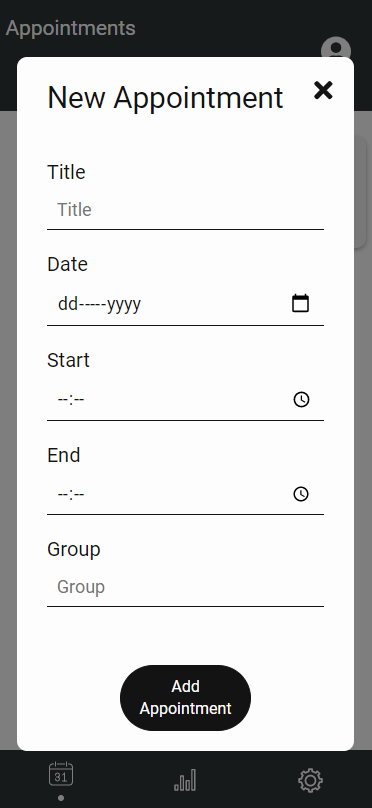 Appointments
New Appointment
Title
Title
Date
dd-----yyyy
Start
--:--
End
--:--
Group
Group
Add
Appointment
31